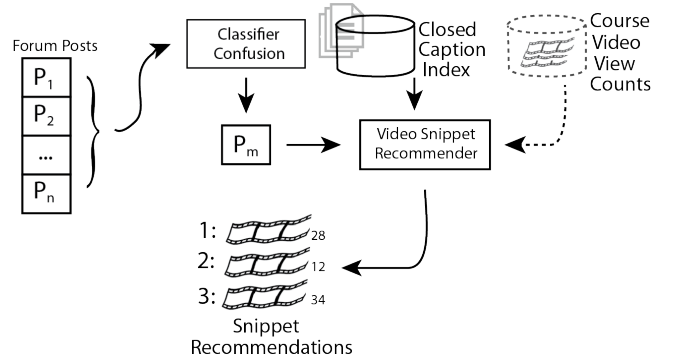 Forum Posts
P1
P2
...
Pn
Classifier
Confusion
Pm
Closed
Caption
Index
Course
Video
View
Counts
Video Snippet
Recommender
1:
28
2:
12
3:
34
Snippet
Recommendations